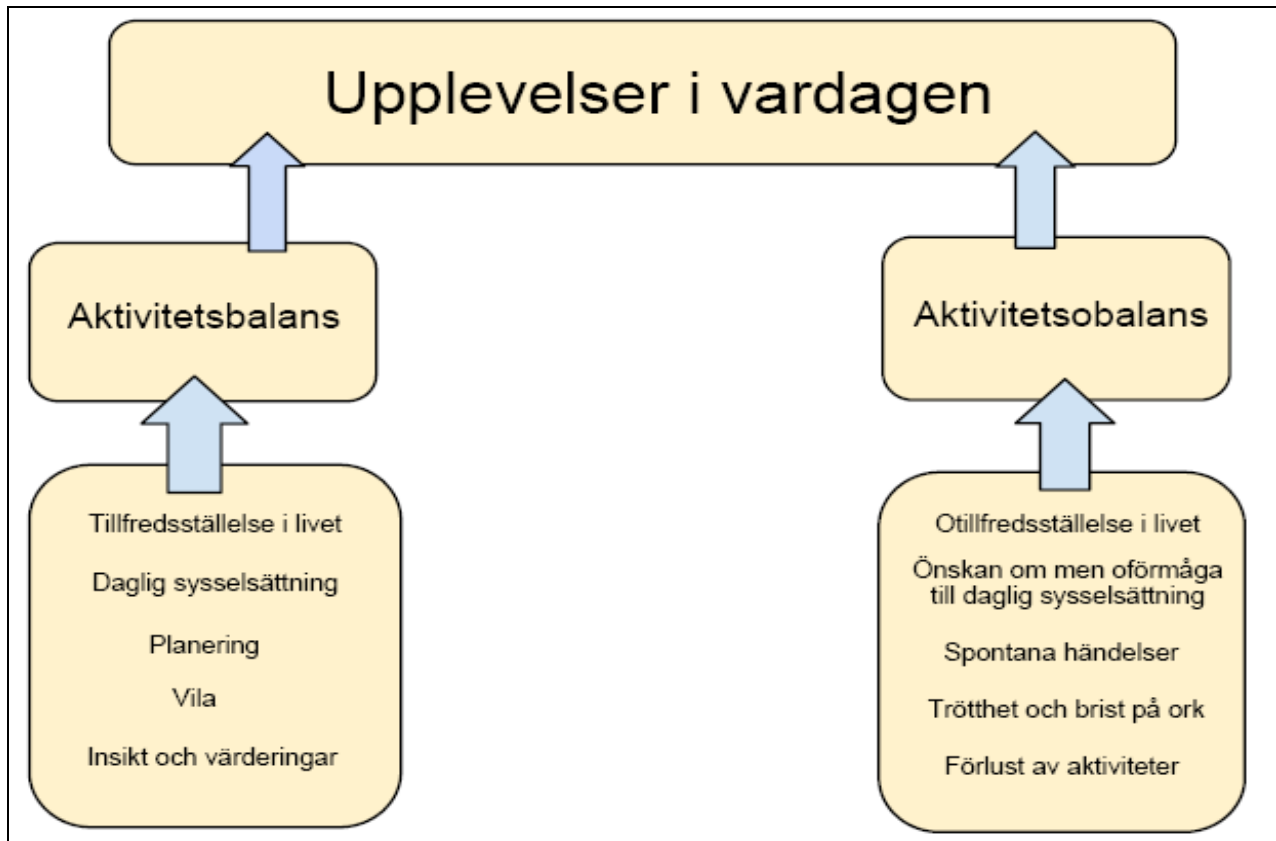 Upplevelser i vardagen
Aktivitetsbalans
Aktivitetsobalans
Tillfredsställelse i livet
Daglig sysselsättning
Planering
Vila
Insikt och värderingar
Otillfredsställelse i livet
Önskan om men oförmåga
till daglig sysselsättning
Spontana händelser
Trötthet och brist på ork
Förlust av aktiviteter